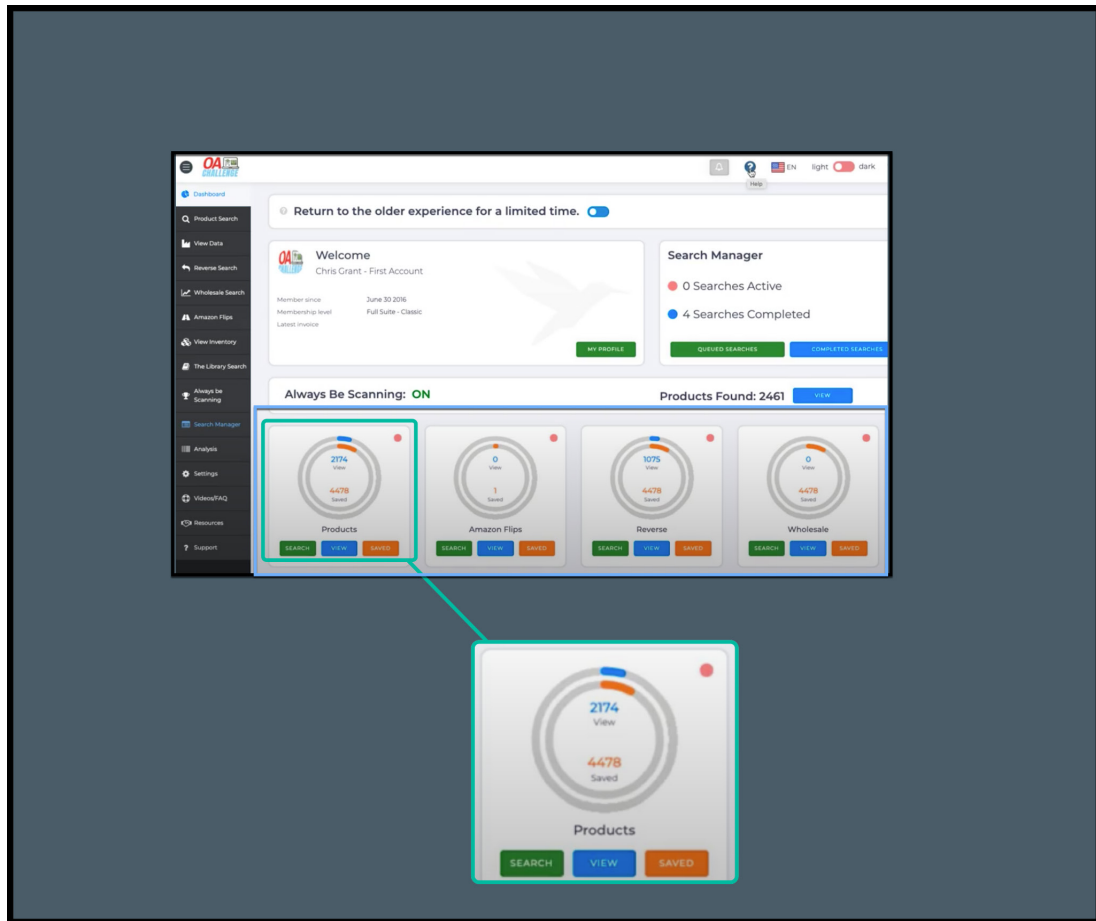 OA
CHALLENGE
EN light dark
Help
Dashboard
Product Search
View Data
Reverse Search
Wholesale Search
Amazon Flips
View Inventory
The Library Search
Always be
Scanning
Search Manager
Analysis
Settings
Videos/FAQ
Resources
? Support
Return to the older experience for a limited time.
OA
Welcome
Chris Grant - First Account
Member since June 30 2016
Membership level Full Suite - Classic
Latest invoice
MY PROFILE
Search Manager
0 Searches Active
4 Searches Completed
QUEUED SEARCHES COMPLETED SEARCHES
Always Be Scanning: ON
Products Found: 2461 VIEW
2174
View
4478
Saved
Products
SEARCH VIEW SAVED
0
View
1
Saved
Amazon Flips
SEARCH VIEW SAVED
1075
View
4478
Saved
Reverse
SEARCH VIEW SAVED
0
View
4478
Saved
Wholesale
SEARCH VIEW SAVED
2174
View
4478
Saved
Products
SEARCH VIEW SAVED